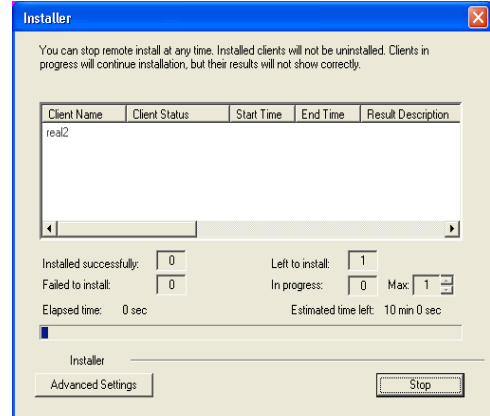 Installer
You can stop remote install at any time. Installed clients will not be uninstalled. Clients in
progress will continue installation, but their results will not show correctly.
Client Name Client Status Start Time End Time Result Description
real2
Installed successfully: 0 Left to install: 1
Failed to install: 0 In progress: 0 Max: 1
Elapsed time: 0 sec Estimated time left: 10 min 0 sec
Installer
Advanced Settings Stop